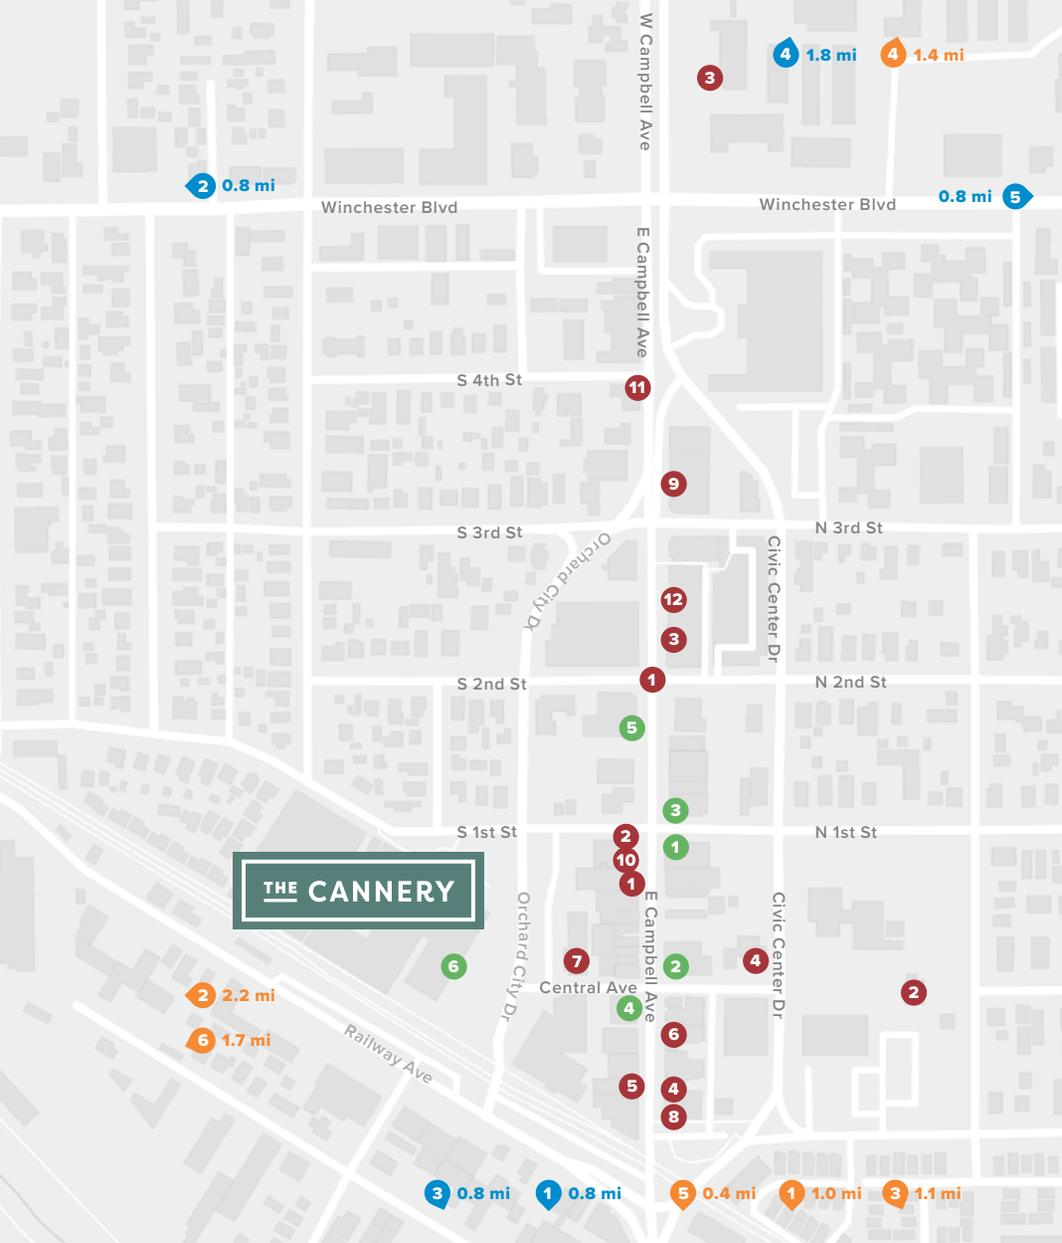 W Campbell Ave
4 1.8 mi
4 1.4 mi
3
2 0.8 mi
0.8 mi 5
Winchester Blvd
Winchester Blvd
E Campbell Ave
S 4th St
11
9
S 3rd St
N 3rd St
Orchard City Dr
Civic Center Dr
12
3
1
S 2nd St
N 2nd St
5
3
S 1st St
2
N 1st St
1
10
1
THE CANNERY
Orchard City Dr
E Campbell Ave
Civic Center Dr
6
7
2
4
Central Ave
2
2 2.2 mi
4
6
6 1.7 mi
Railway Ave
5
4
8
3 0.8 mi
1 0.8 mi
5 0.4 mi
1 1.0 mi
3 1.1 mi